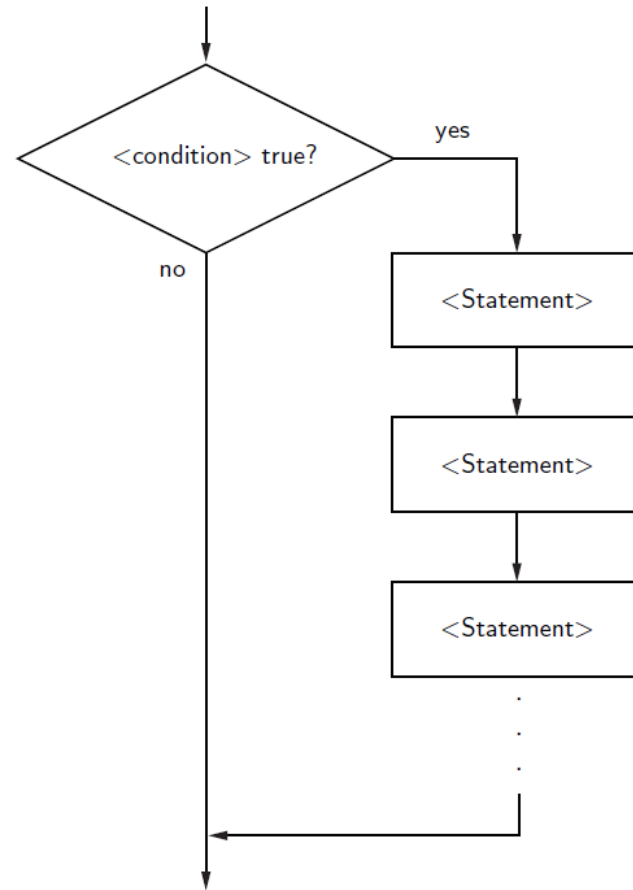 <condition> true?
yes
no
<Statement>
<Statement>
<Statement>
.
.
.